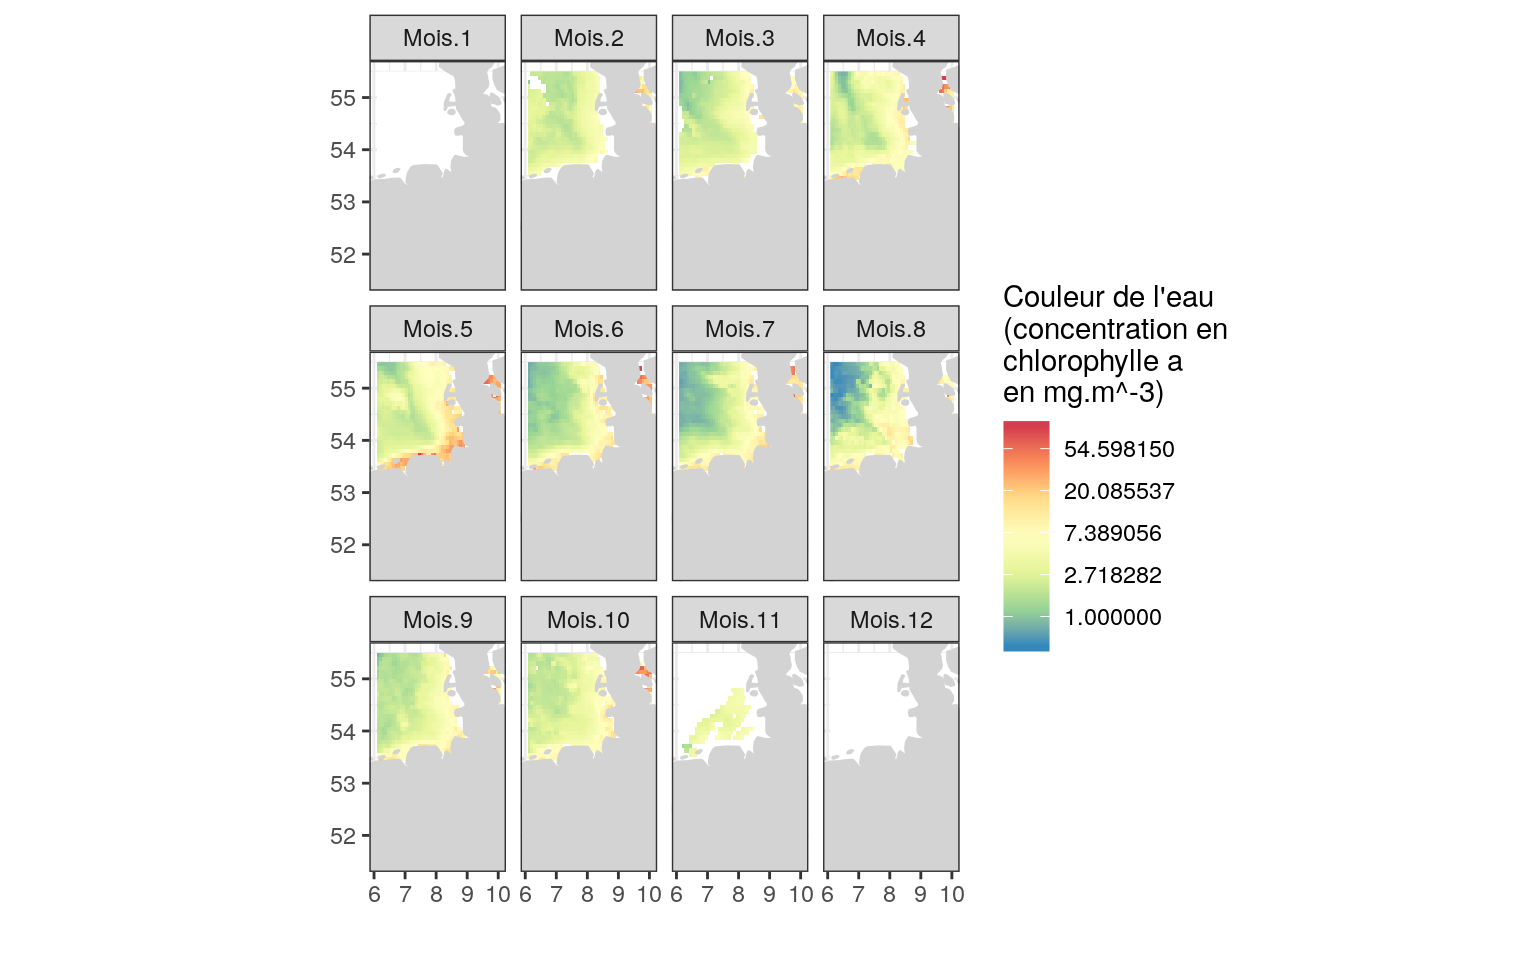 Mois.1 Mois.2 Mois.3 Mois.4
55
54
53
52
Mois.5 Mois.6 Mois.7 Mois.8
55
54
53
52
Mois.9 Mois.10 Mois.11 Mois.12
55
54
53
52
6 7 8 9 10 6 7 8 9 10 6 7 8 9 10 6 7 8 9 10
Couleur de l'eau
(concentration en
chlorophylle a
en mg.m^-3)
54.598150
20.085537
7.389056
2.718282
1.000000